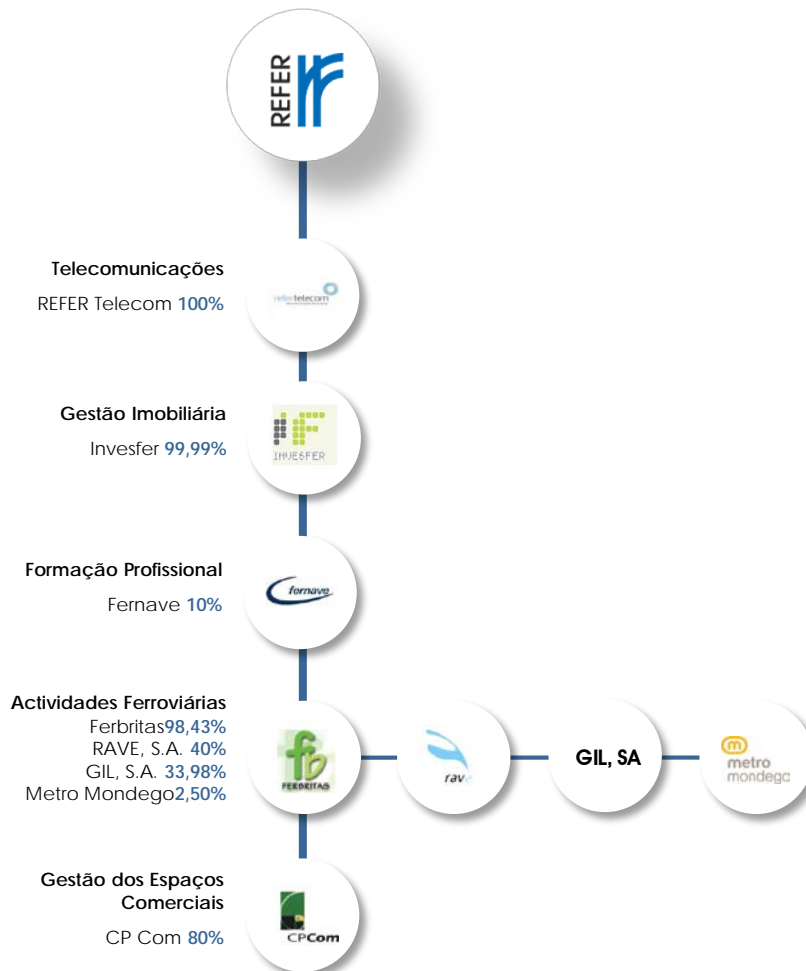 REFER
Telecomunicações
REFER Telecom 100%
refertelecom
Gestão Imobiliária
Invesfer 99,99%
INVESFER
Formação Profissional
Fernave 10%
fernave
Actividades Ferroviárias
Ferbritas98,43%
RAVE, S.A. 40%
GIL, S.A. 33,98%
Metro Mondego2,50%
fb
FERBRITAS
rave
GIL, SA
metro
mondego
Gestão dos Espaços
Comerciais
CP Com 80%
CPCom